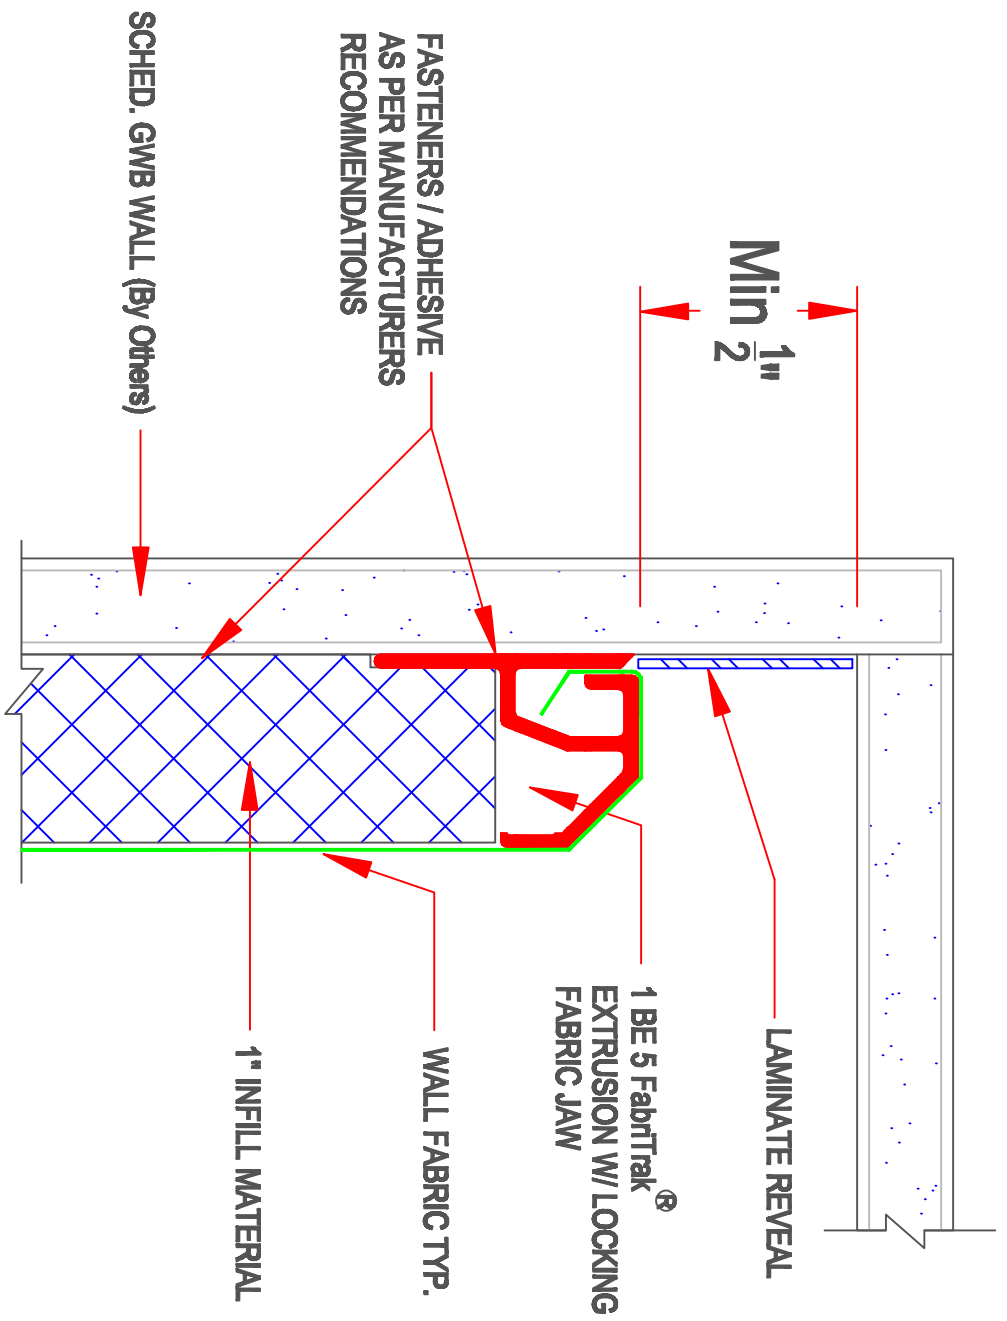 LAMINATE REVEAL
Min 1/2"
1 BE 5 FabriTrak®
EXTRUSION W/ LOCKING
FABRIC JAW
FASTENERS / ADHESIVE
AS PER MANUFACTURERS
RECOMMENDATIONS
WALL FABRIC TYP.
1" INFILL MATERIAL
SCHED. GWB WALL (By Others)